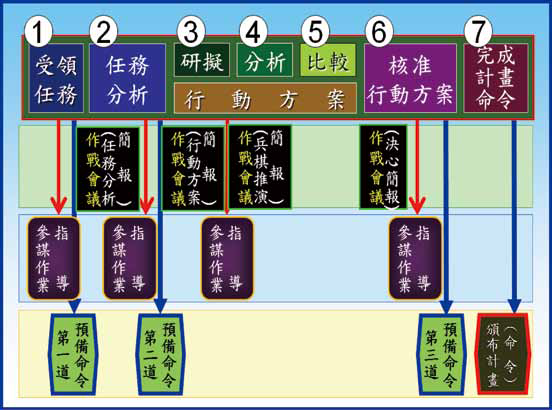 1
受領
任務
2
任務
分析
3
研擬
4
分析
5
比較
行動方案
6
核准
行動方案
7
完成
計畫
命令
作戰會議
(任務分析簡報)
作戰會議
(行動方案簡報)
作戰會議
(兵棋推演簡報)
作戰會議
(決心簡報)
參謀作業
指導
參謀作業
指導
參謀作業
指導
參謀作業
指導
第一道
預備命令
第二道
預備命令
第三道
預備命令
頒布計畫
(命令)